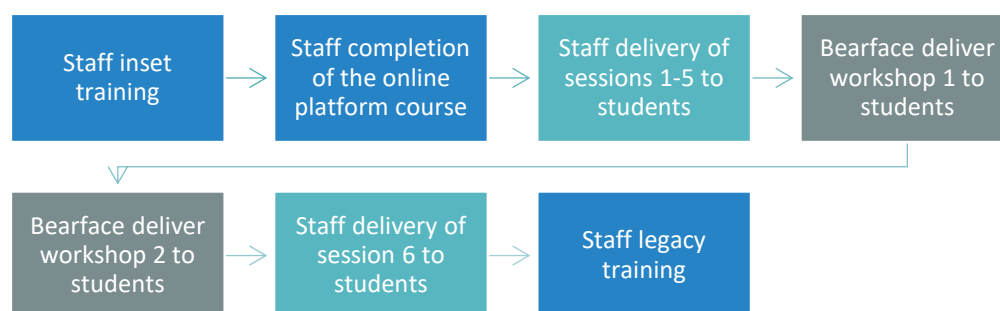 Staff inset
training
Staff completion
of the online
platform course
Staff delivery of
sessions 1-5 to
students
Bearface deliver
workshop 1 to
students
Bearface deliver
workshop 2 to
students
Staff delivery of
session 6 to
students
Staff legacy
training